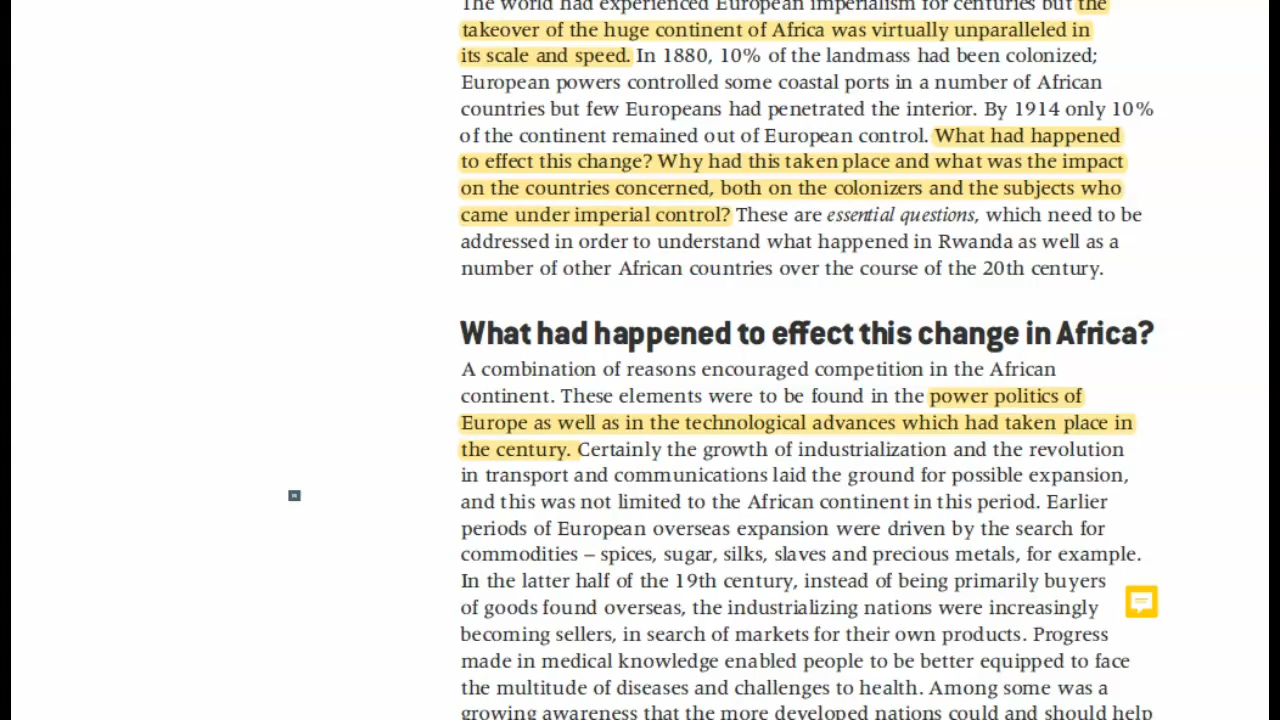 The world had experienced European imperialism for centuries but the
takeover of the huge continent of Africa was virtually unparalleled in
its scale and speed. In 1880, 10% of the landmass had been colonized;
European powers controlled some coastal ports in a number of African
countries but few Europeans had penetrated the interior. By 1914 only 10%
of the continent remained out of European control. What had happened
to effect this change? Why had this taken place and what was the impact
on the countries concerned, both on the colonizers and the subjects who
came under imperial control? These are essential questions, which need to be
addressed in order to understand what happened in Rwanda as well as a
number of other African countries over the course of the 20th century.
What had happened to effect this change in Africa?
A combination of reasons encouraged competition in the African
continent. These elements were to be found in the power politics of
Europe as well as in the technological advances which had taken place in
the century. Certainly the growth of industrialization and the revolution
in transport and communications laid the ground for possible expansion,
and this was not limited to the African continent in this period. Earlier
periods of European overseas expansion were driven by the search for
commodities – spices, sugar, silks, slaves and precious metals, for example.
In the latter half of the 19th century, instead of being primarily buyers
of goods found overseas, the industrializing nations were increasingly
becoming sellers, in search of markets for their own products. Progress
made in medical knowledge enabled people to be better equipped to face
the multitude of diseases and challenges to health. Among some was a
growing awareness that the more developed nations could and should help